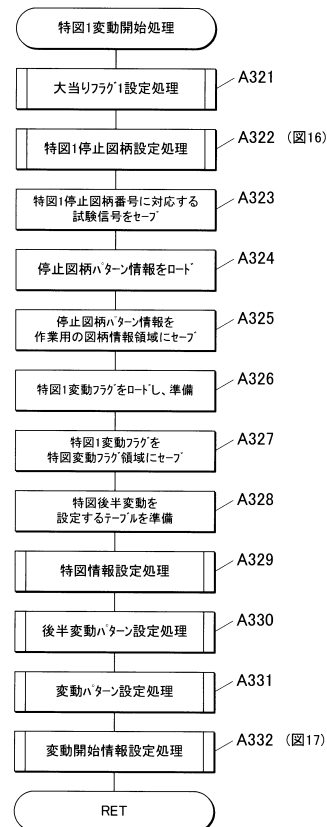 特図1変動開始処理
大当りフラグ1設定処理
A321
特図1停止図柄設定処理
A322 (図16)
特図1停止図柄番号に対応する
試験信号をセーブ
A323
停止図柄パターン情報をロード
A324
停止図柄パターン情報を
作業用の図柄情報領域にセーブ
A325
特図1変動フラグをロードし、準備
A326
特図1変動フラグを
特図変動フラグ領域にセーブ
A327
特図後半変動を
設定するテーブルを準備
A328
特図情報設定処理
A329
後半変動パターン設定処理
A330
変動パターン設定処理
A331
変動開始情報設定処理
A332 (図17)
RET